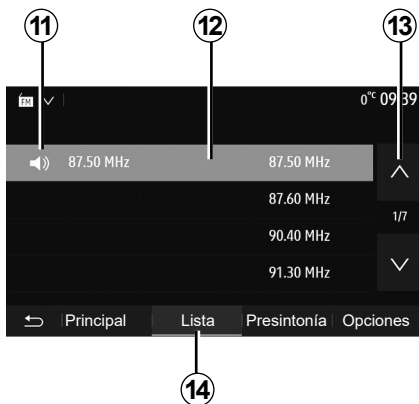 11 12 13
FM 0°C 09:39
87.50 MHz 87.50 MHz
87.60 MHz
1/7
90.40 MHz
91.30 MHz
Principal Lista Presintonía Opciones
14